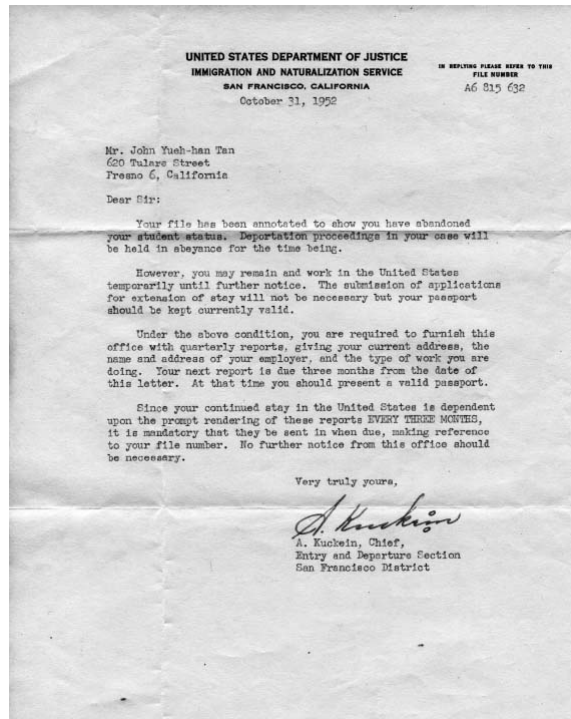 UNITED STATES DEPARTMENT OF JUSTICE
IMMIGRATION AND NATURALIZATION SERVICE
SAN FRANCISCO, CALIFORNIA
October 31, 1952
IN REPLYING PLEASE REFER TO THIS
FILE NUMBER
A6 815 632
Mr. John Yueh-han Tan
620 Tulare Street
Fresno 6, California
Dear Sir:
Your file has been annotated to show you have abandoned
your student status. Deportation proceedings in your case will
be held in abeyance for the time being.
However, you may remain and work in the United States
temporarily until further notice. The submission of applications
for extension of stay will not be necessary but your passport
should be kept currently valid.
Under the above condition, you are required to furnish this
office with quarterly reports, giving your current address, the
name and address of your employer, and the type of work you are
doing. Your next report is due three months from the date of
this letter. At that time you should present a valid passport.
Since your continued stay in the United States is dependent
upon the prompt rendering of these reports EVERY THREE MONTHS,
it is mandatory that they be sent in when due, making reference
to your file number. No further notice from this office should
be necessary.
Very truly yours,
A. Kuckein
A. Kuckein, Chief,
Entry and Departure Section
San Francisco District